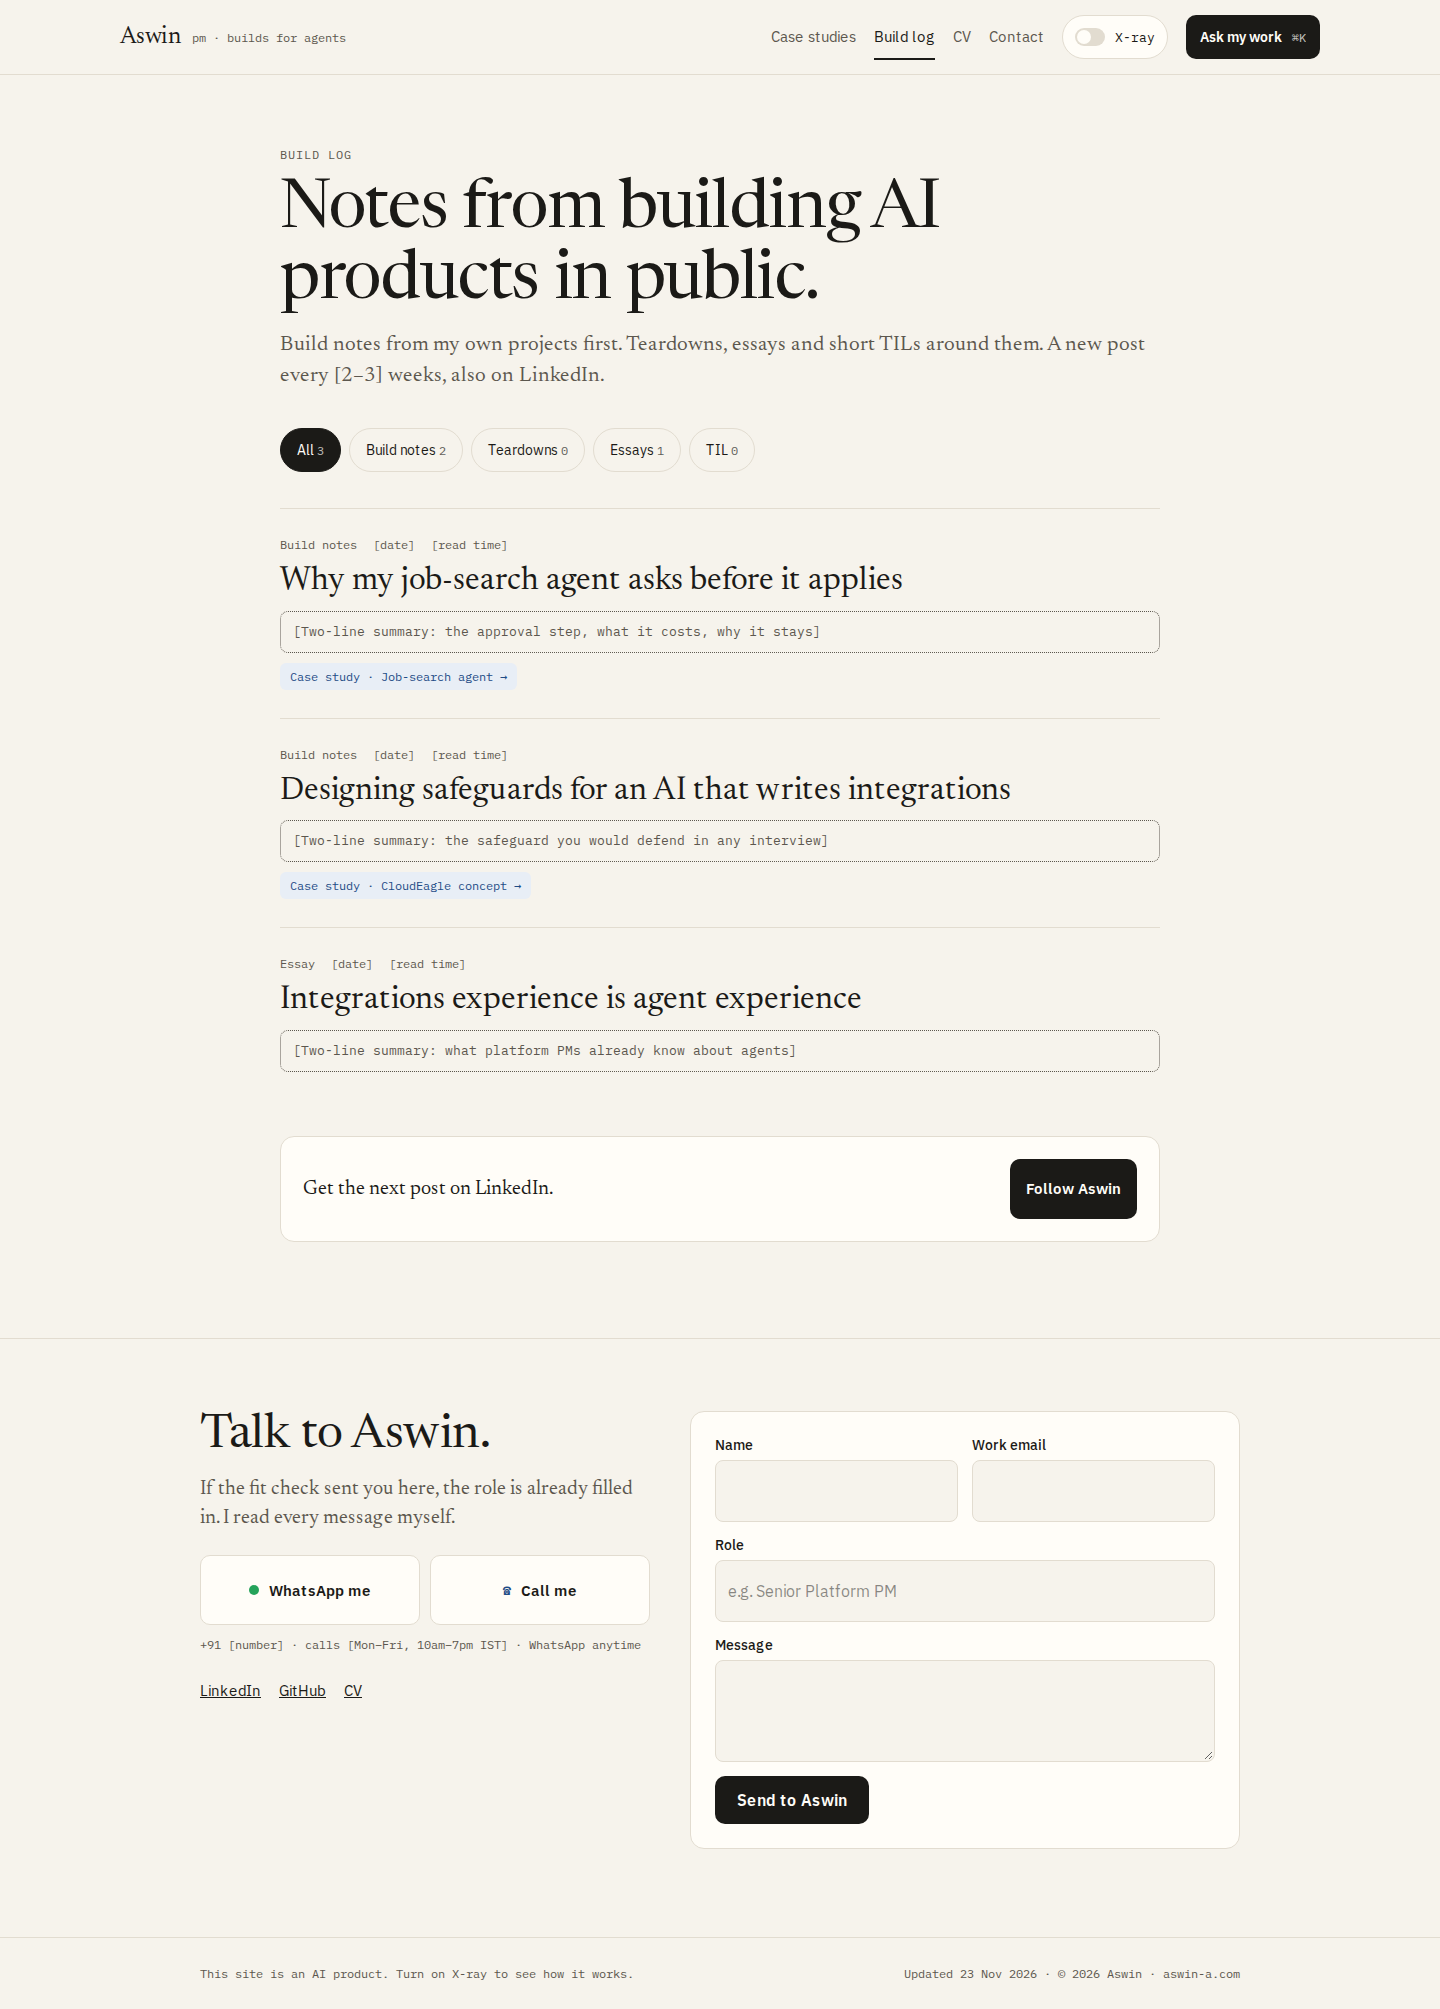 Aswin pm · builds for agents
Case studies Build log CV Contact X-ray Ask my work ⌘K
BUILD LOG
Notes from building AI
products in public.
Build notes from my own projects first. Teardowns, essays and short TILs around them. A new post
every [2–3] weeks, also on LinkedIn.
All 3 Build notes 2 Teardowns 0 Essays 1 TIL 0
Build notes [date] [read time]
Why my job-search agent asks before it applies
[Two-line summary: the approval step, what it costs, why it stays]
Case study · Job-search agent →
Build notes [date] [read time]
Designing safeguards for an AI that writes integrations
[Two-line summary: the safeguard you would defend in any interview]
Case study · CloudEagle concept →
Essay [date] [read time]
Integrations experience is agent experience
[Two-line summary: what platform PMs already know about agents]
Get the next post on LinkedIn.
Follow Aswin
Talk to Aswin.
If the fit check sent you here, the role is already filled
in. I read every message myself.
WhatsApp me
☎ Call me
+91 [number] · calls [Mon–Fri, 10am–7pm IST] · WhatsApp anytime
LinkedIn GitHub CV
Name
Work email
Role
e.g. Senior Platform PM
Message
Send to Aswin
This site is an AI product. Turn on X-ray to see how it works.
Updated 23 Nov 2026 · © 2026 Aswin · aswin-a.com